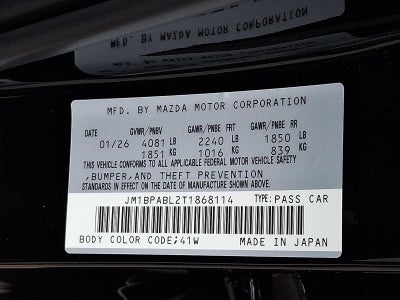 MFD. BY MAZDA MOTOR CORPORATION
GVWR/PNBV GAWR/PNBE FRT GAWR/PNBE RR
01/26 4081 LB 2240 LB 1850 LB
1851 KG 1016 KG 839 KG
THIS VEHICLE CONFORMS TO ALL APPLICABLE FEDERAL MOTOR VEHICLE SAFETY
,BUMPER,AND THEFT PREVENTION
STANDARDS IN EFFECT ON THE DATE OF MANUFACTURE SHOWN ABOVE.
JM1BPABL2T1868114 TYPE:PASS CAR
BODY COLOR CODE;41W MADE IN JAPAN